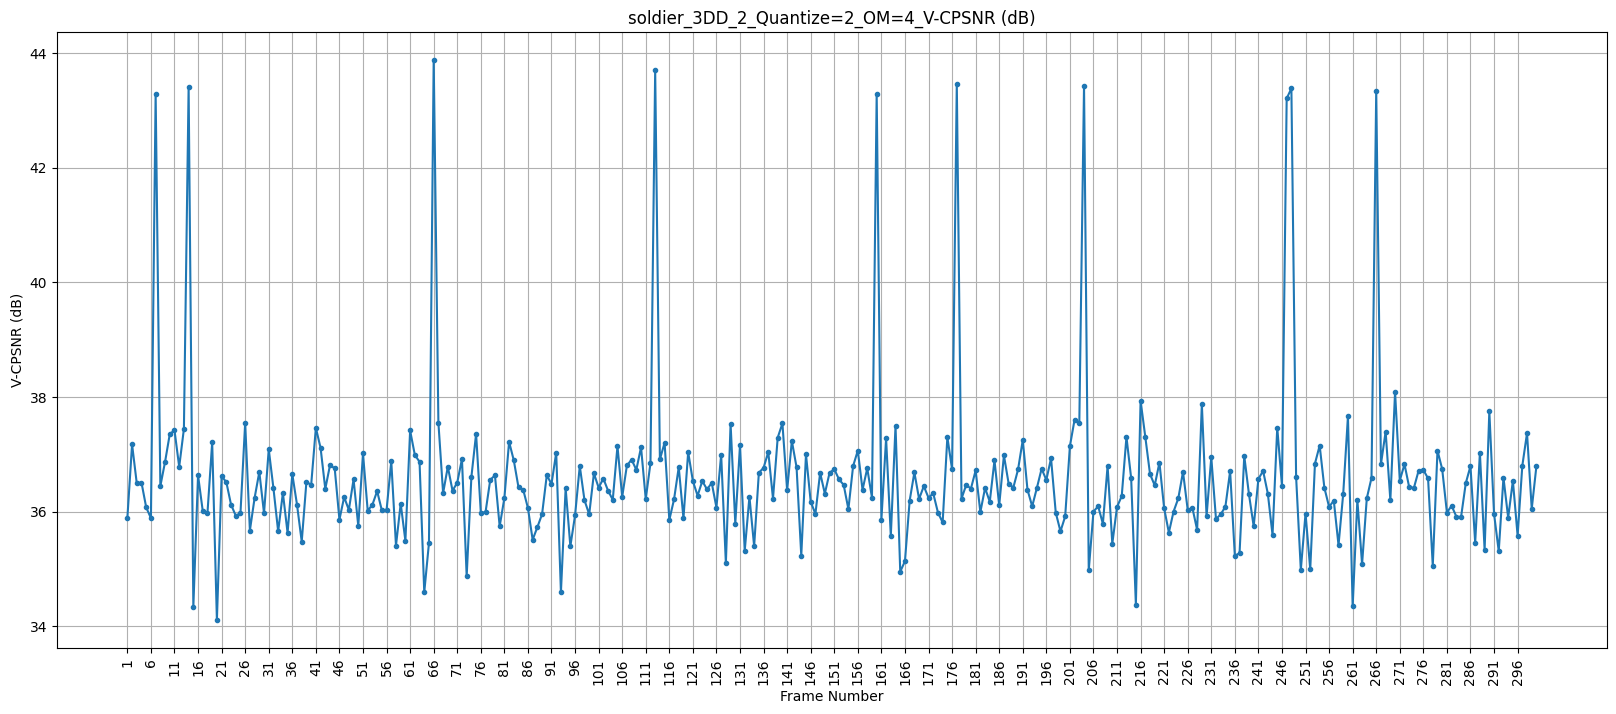 soldier_3DD_2_Quantize=2_OM=4_V-CPSNR (dB)
44
42
40
38
36
34
V-CPSNR (dB)
1 6 11 16 21 26 31 36 41 46 51 56 61 66 71 76 81 86 91 96 101 106 111 116 121 126 131 136 141 146 151 156 161 166 171 176 181 186 191 196 201 206 211 216 221 226 231 236 241 246 251 256 261 266 271 276 281 286 291 296
Frame Number